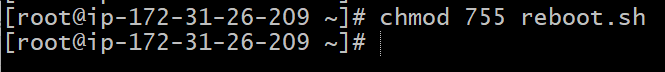 [root@ip-172-31-26-209 ]# chmod 755 reboot.sh
[root@ip-172-31-26-209 ]#